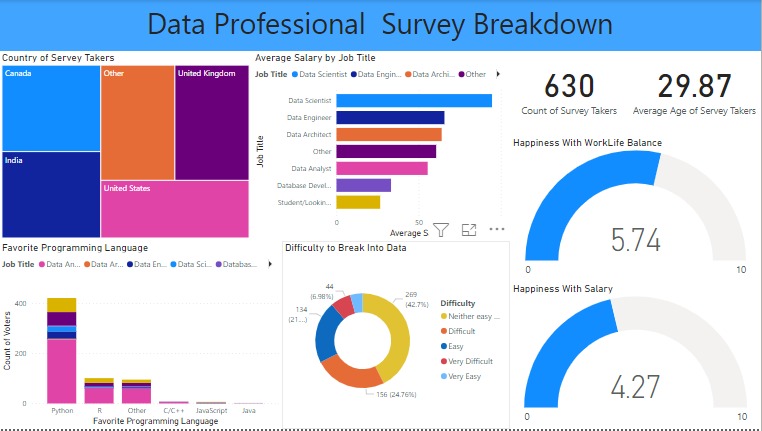 Data Professional Survey Breakdown
Country of Servey Takers
Canada
Other
United Kingdom
India
United States
Average Salary by Job Title
Job Title Data Scientist Data Engin... Data Archi... Other
Job Title
Data Scientist
Data Engineer
Data Architect
Other
Data Analyst
Database Devel...
Student/Lookin...
0 50
Average S
630
Count of Survey Takers
29.87
Average Age of Servey Takers
Happiness With WorkLife Balance
5.74
0 10
Happiness With Salary
4.27
0 10
Favorite Programming Language
Job Title Data An... Data Ar... Data En... Data Sci... Databas...
Count of Voters
400
200
0
Python R Other C/C++ JavaScript Java
Favorite Programming Language
Difficulty to Break Into Data
44
(6.98%)
269
(42.7%)
134
(21....)
156 (24.76%)
Difficulty
Neither easy ...
Difficult
Easy
Very Difficult
Very Easy